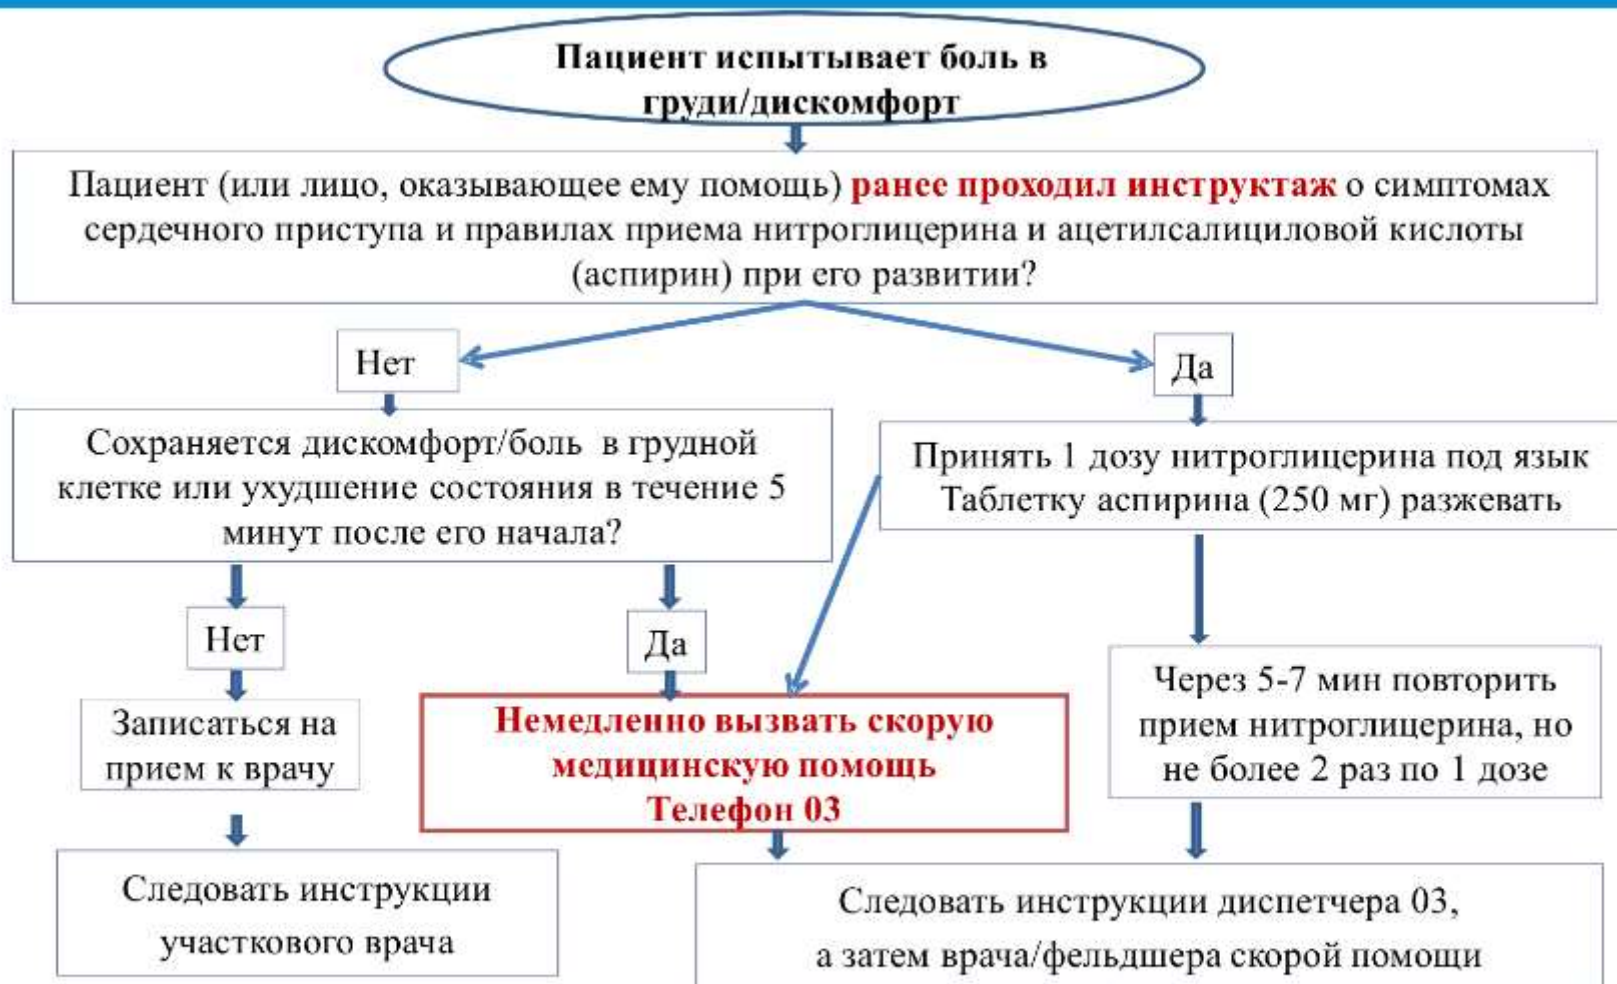 Пациент испытывает боль в
груди/дискомфорт
Пациент (или лицо, оказывающее ему помощь) ранее проходил инструктаж о симптомах
сердечного приступа и правилах приема нитроглицерина и ацетилсалициловой кислоты
(аспирин) при его развитии?
Нет
Да
Сохраняется дискомфорт/боль в грудной
клетке или ухудшение состояния в течение 5
минут после его начала?
Принять 1 дозу нитроглицерина под язык
Таблетку аспирина (250 мг) разжевать
Нет
Да
Записаться на
прием к врачу
Немедленно вызвать скорую
медицинскую помощь
Телефон 03
Через 5-7 мин повторить
прием нитроглицерина, но
не более 2 раз по 1 дозе
Следовать инструкции
участкового врача
Следовать инструкции диспетчера 03,
а затем врача/фельдшера скорой помощи